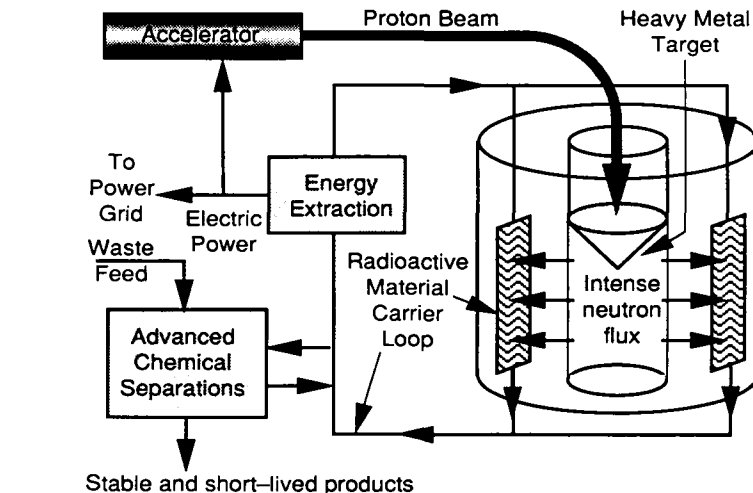 Accelerator
Proton Beam
Heavy Metal
Target
To
Power
Grid
Electric
Power
Energy
Extraction
Waste
Feed
Radioactive
Material
Carrier
Loop
Intense
neutron
flux
Advanced
Chemical
Separations
Stable and short–lived products